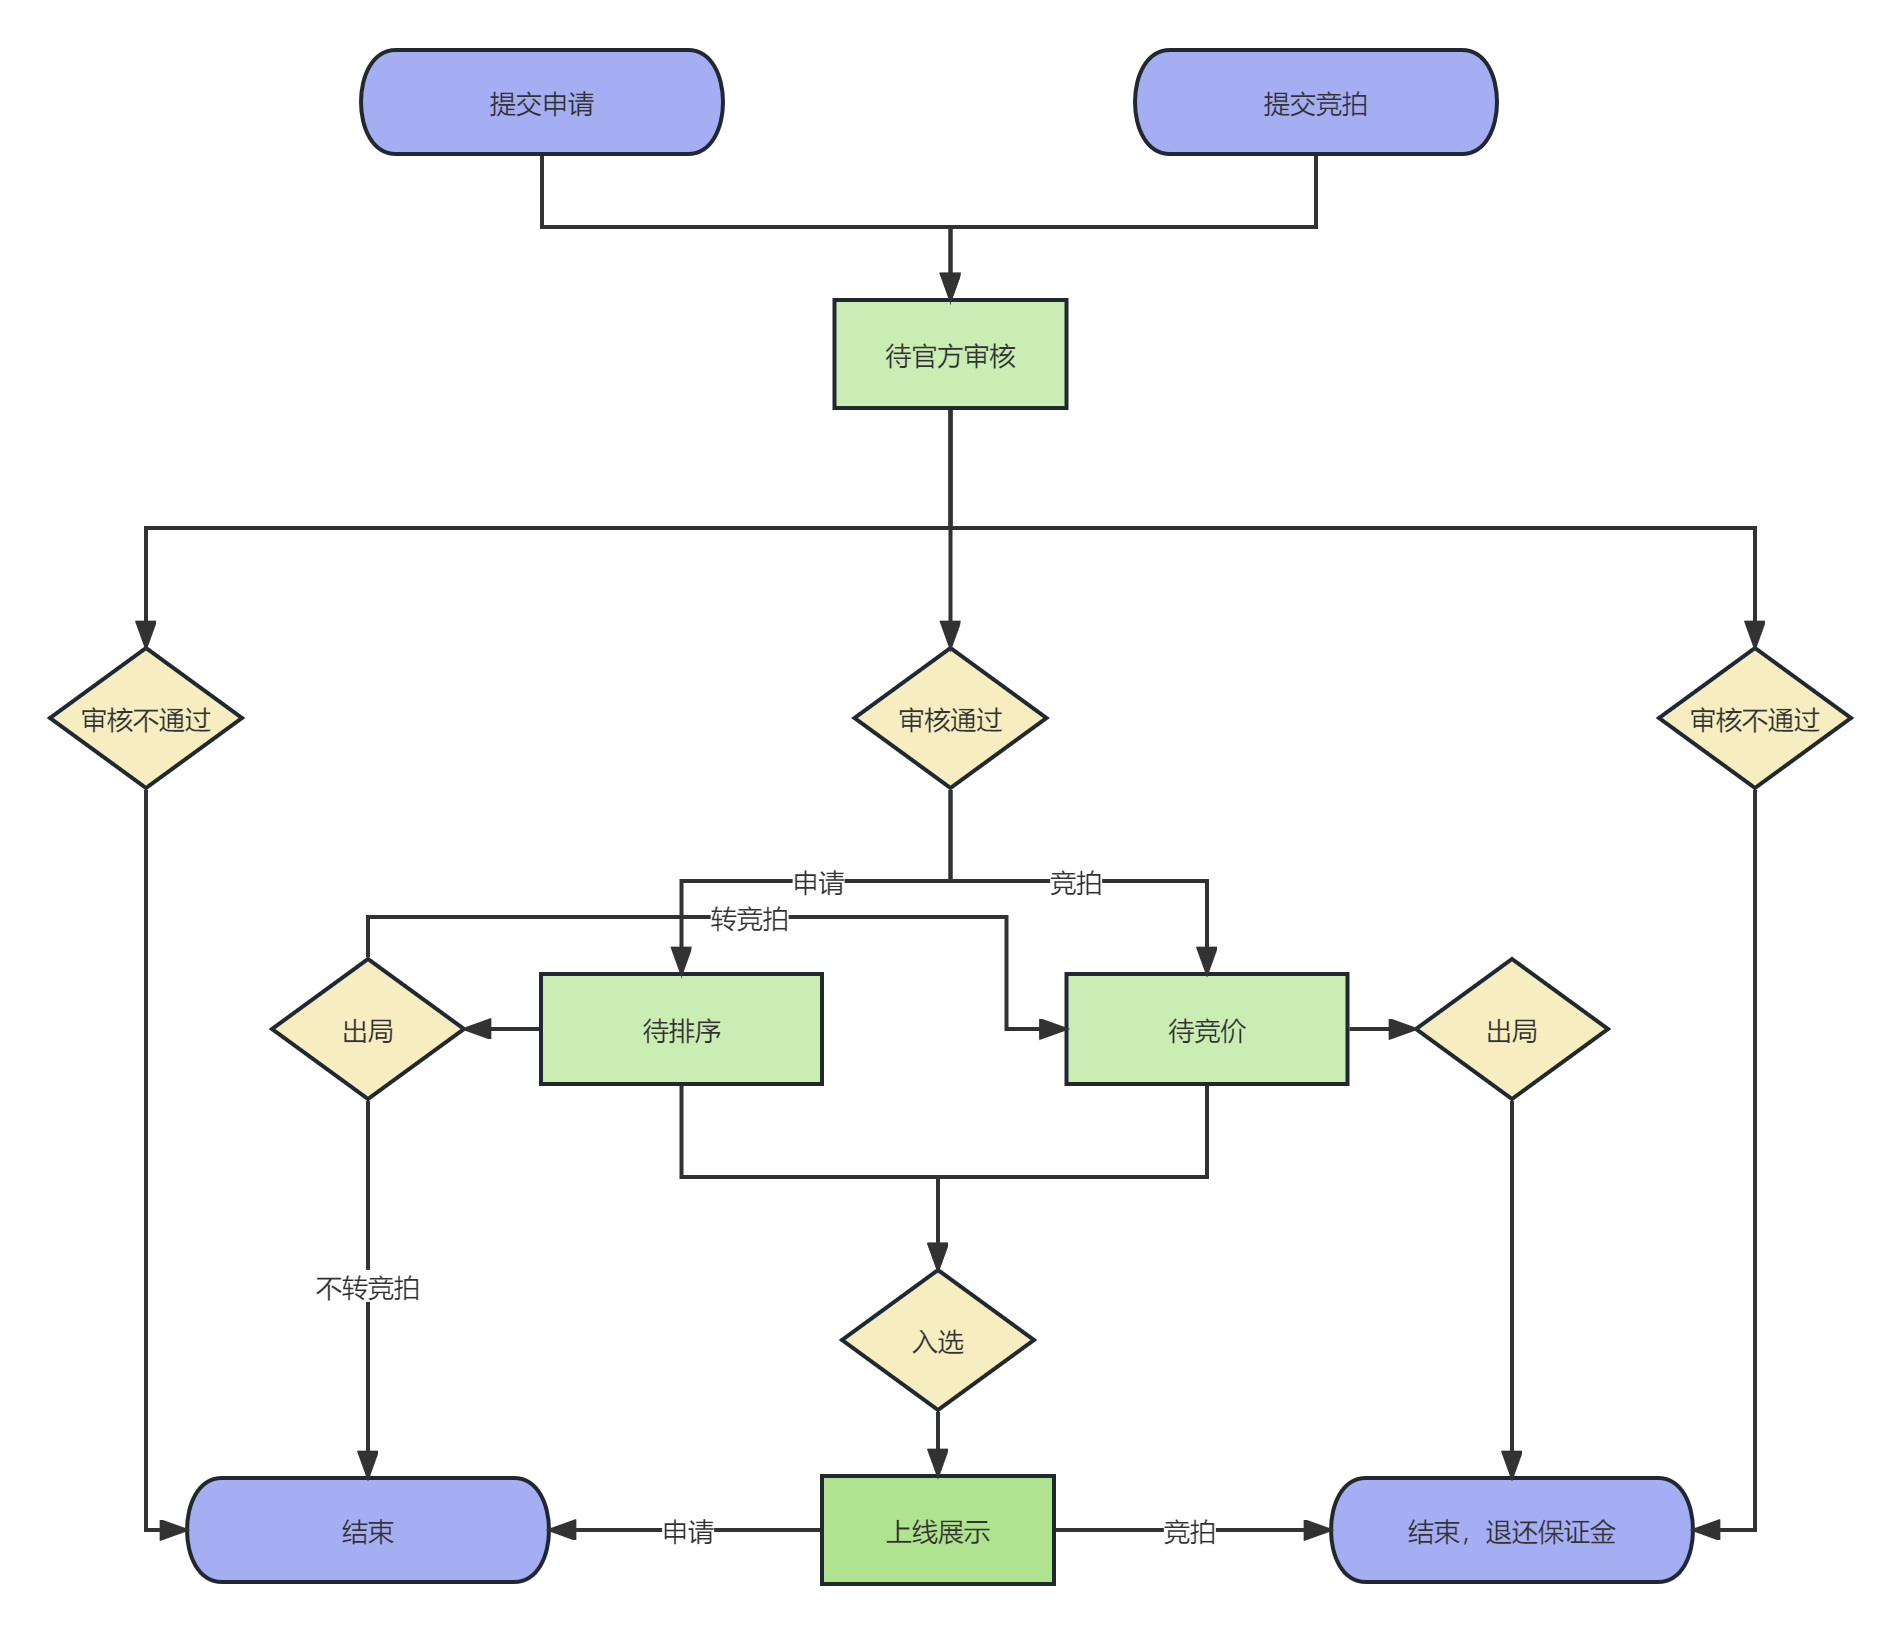 提交申请
提交竞拍
待官方审核
审核不通过
审核通过
审核不通过
申请
竞拍
转竞拍
出局
待排序
待竞价
出局
不转竞拍
入选
结束
申请
上线展示
竞拍
结束，退还保证金